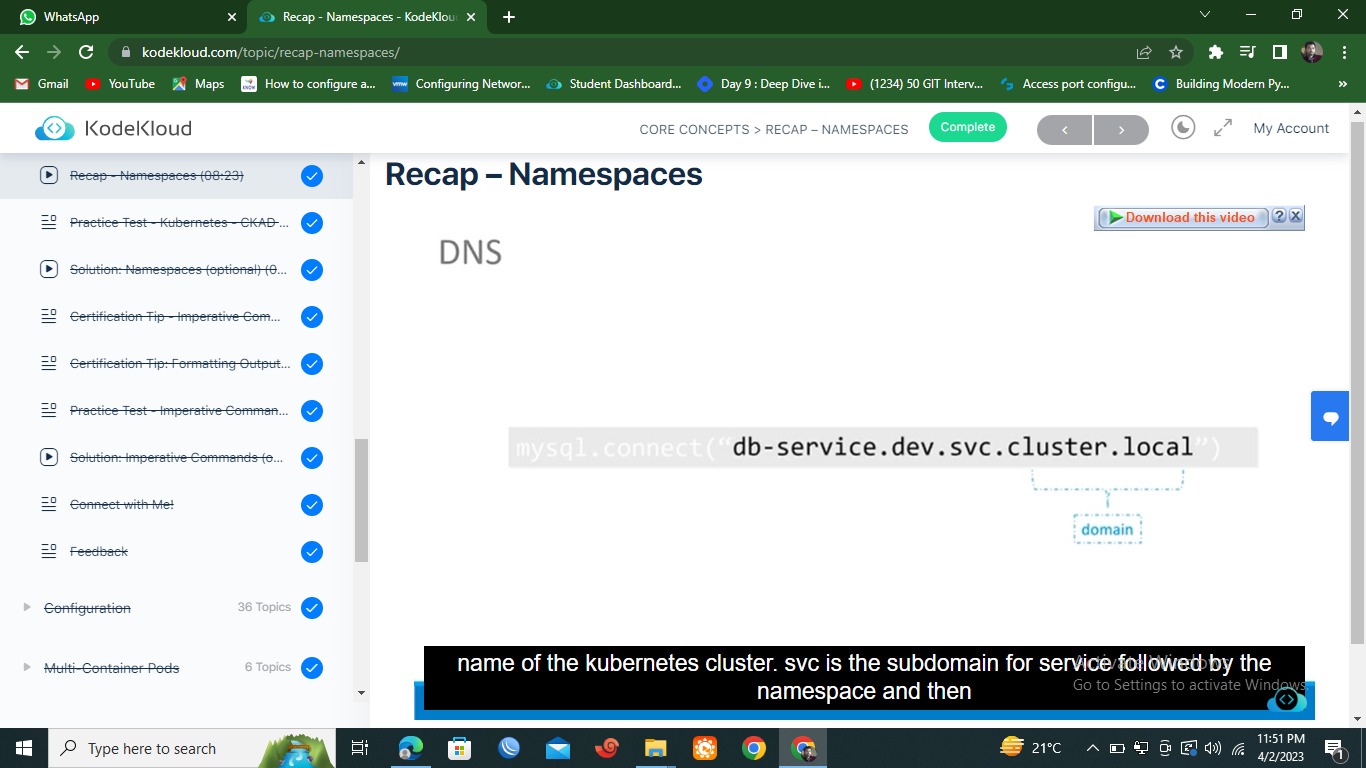 WhatsApp
Recap - Namespaces - KodeKlou
kodekloud.com/topic/recap-namespaces/
Gmail
YouTube
Maps
How to configure a...
Configuring Networ...
Student Dashboard...
Day 9 : Deep Dive i...
(1234) 50 GIT Interv...
Access port configu...
Building Modern Py...
»
KodeKloud
CORE CONCEPTS > RECAP – NAMESPACES
Complete
My Account
Recap - Namespaces (08:23)
Practice Test - Kubernetes - CKAD ...
Solution: Namespaces (optional) (0...
Certification Tip - Imperative Com...
Certification Tip: Formatting Output...
Practice Test - Imperative Comman...
Solution: Imperative Commands (o...
Connect with Me!
Feedback
Configuration
36 Topics
Multi-Container Pods
6 Topics
Recap – Namespaces
Download this video
? X
DNS
mysql.connect(“db-service.dev.svc.cluster.local”)
domain
name of the kubernetes cluster. svc is the subdomain for service followed by the
namespace and then
Activate Windows
Go to Settings to activate Windows.
Type here to search
21°C
11:51 PM
4/2/2023
1